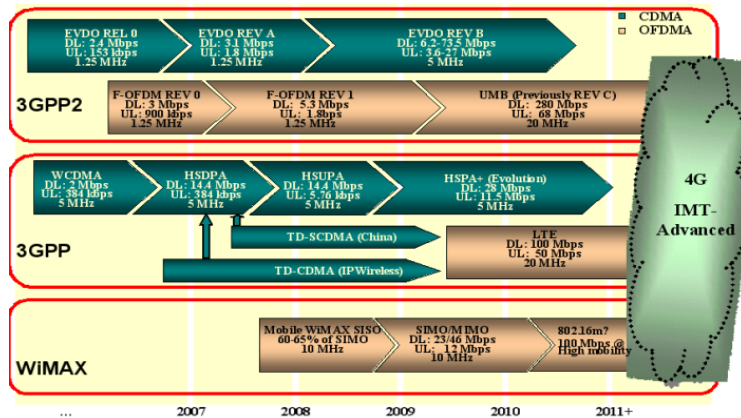 CDMA
OFDMA
EVDO REL 0
DL: 2.4 Mbps
UL: 153 kbps
1.25 MHz
EVDO REV A
DL: 3.1 Mbps
UL: 1.8 Mbps
1.25 MHz
EVDO REV B
DL: 6.2-73.5 Mbps
UL: 3.6-27 Mbps
5 MHz
3GPP2
F-OFDM REV 0
DL: 3 Mbps
UL: 900 kbps
1.25 MHz
F-OFDM REV 1
DL: 5.3 Mbps
UL: 1.8bps
1.25 MHz
UMB (Previously REV C)
DL: 280 Mbps
UL: 68 Mbps
20 MHz
3GPP
WCDMA
DL: 2 Mbps
UL: 384 kbps
5 MHz
HSDPA
DL: 14.4 Mbps
UL: 384 kbps
5 MHz
HSUPA
DL: 14.4 Mbps
UL: 5.76 kbps
5 MHz
HSPA+ (Evolution)
DL: 28 Mbps
UL: 11.5 Mbps
5 MHz
TD-SCDMA (China)
TD-CDMA (IPWireless)
LTE
DL: 100 Mbps
UL: 50 Mbps
20 MHz
4G
IMT-
Advanced
WiMAX
Mobile WiMAX SISO
60-65% of SIMO
10 MHz
SIMO/MIMO
DL: 23/46 Mbps
UL: 12 Mbps
10 MHz
802.16m?
100 Mbps @
High mobility
... 2007 2008 2009 2010 2011+